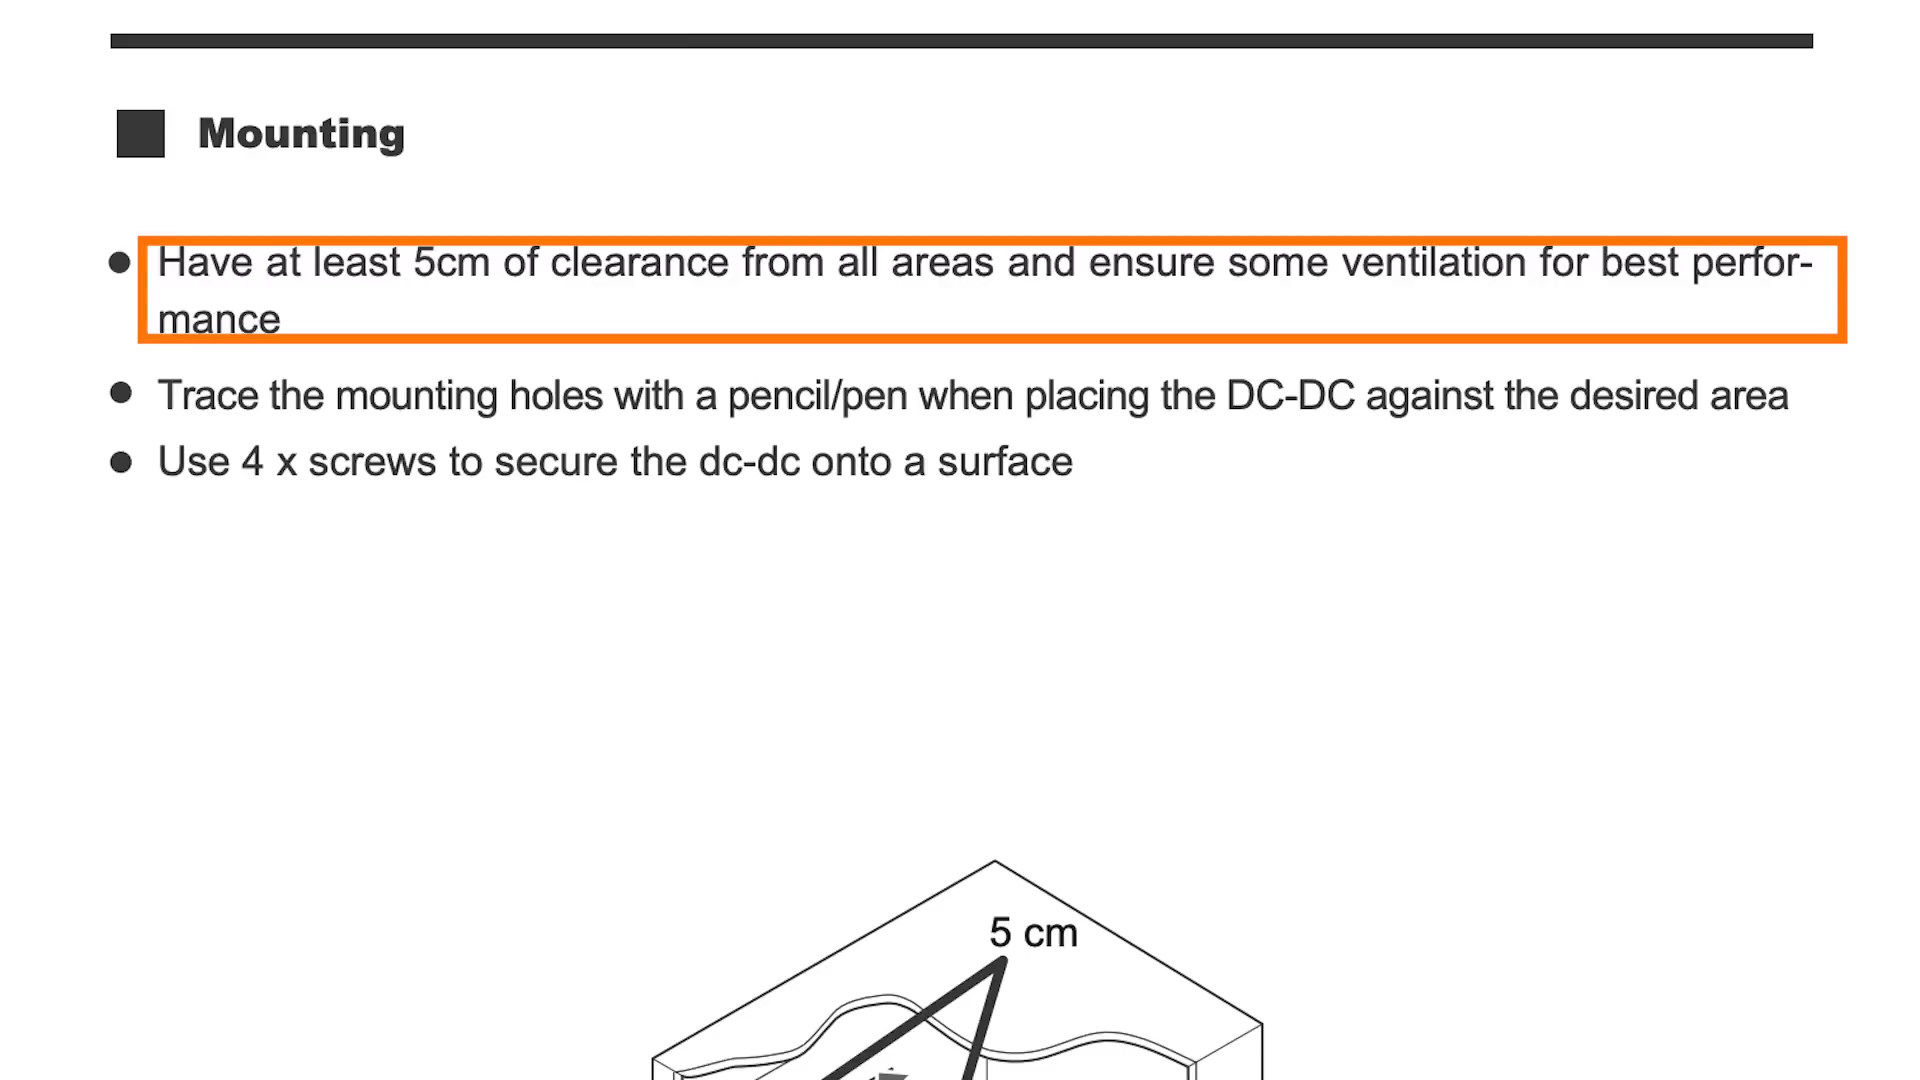 Mounting
Have at least 5cm of clearance from all areas and ensure some ventilation for best perfor-
mance
Trace the mounting holes with a pencil/pen when placing the DC-DC against the desired area
Use 4 x screws to secure the dc-dc onto a surface
5 cm